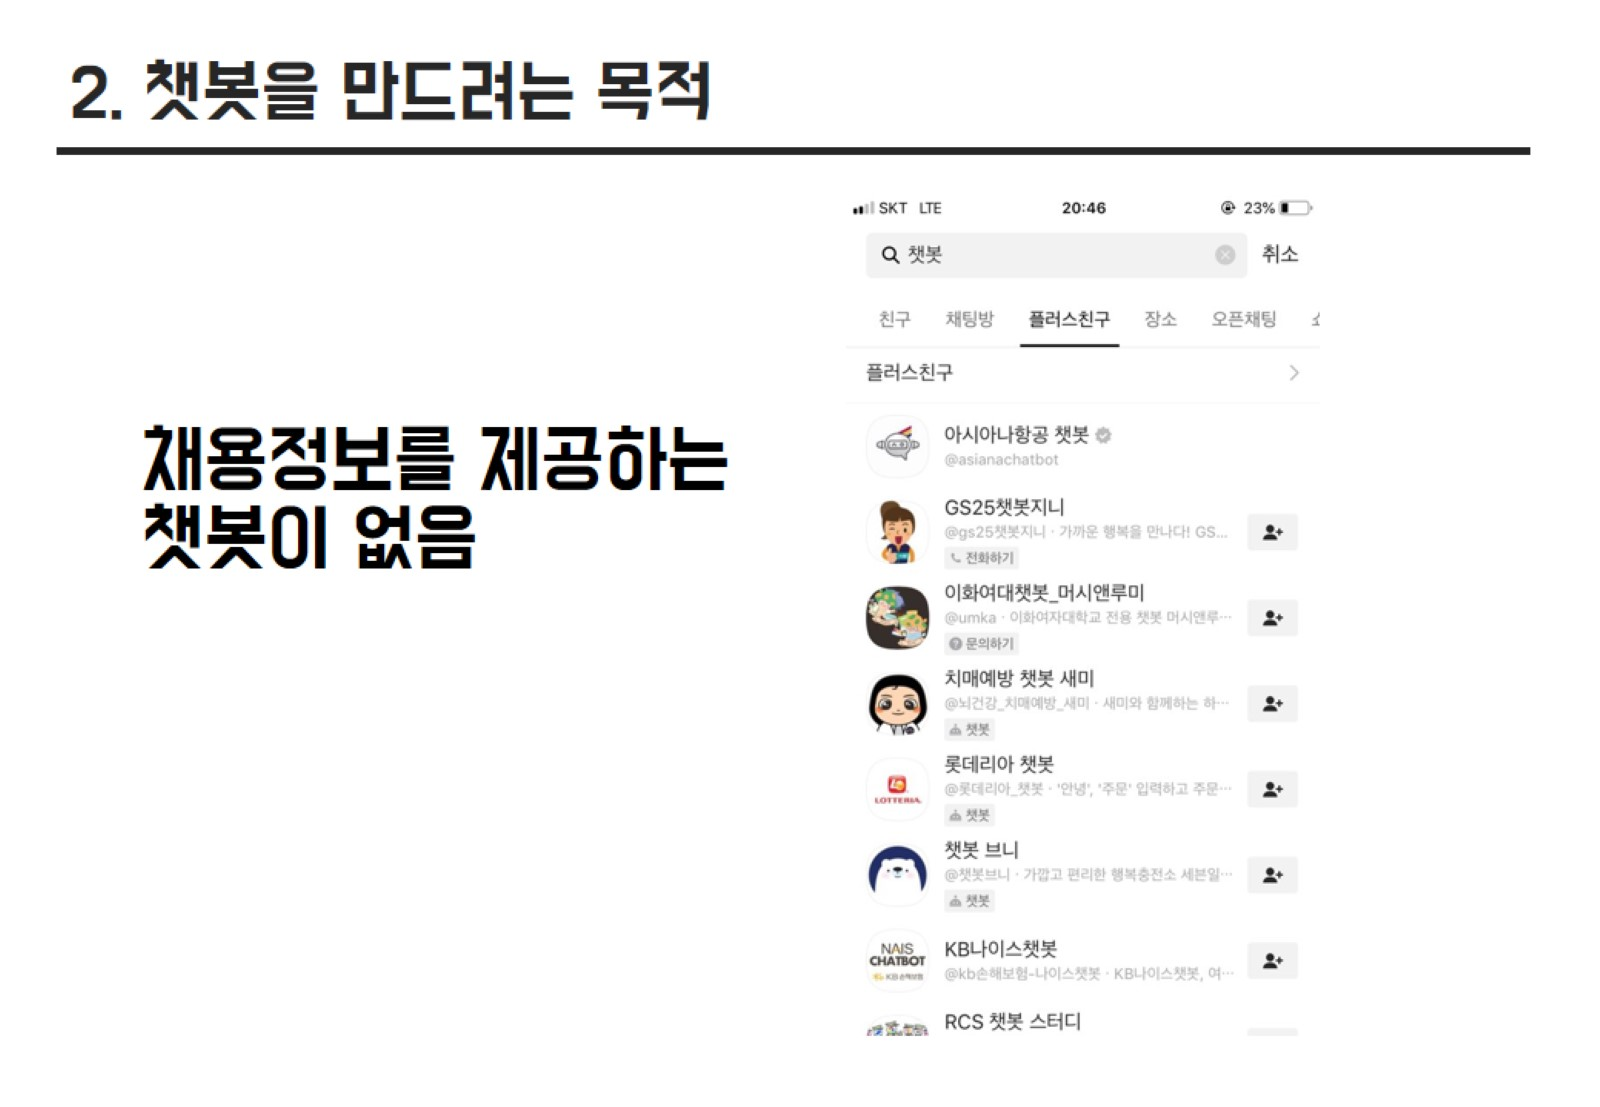 2. 챗봇을 만드려는 목적
채용정보를 제공하는
챗봇이 없음
SKT LTE 20:46 23%
챗봇 취소
친구 채팅방 플러스친구 장소 오픈채팅
플러스친구
아시아나항공 챗봇
@asianachatbot
GS25챗봇지니
@gs25챗봇지니 · 가까운 행복을 만나다! GS...
전화하기
이화여대챗봇_머시앤루미
@umka · 이화여자대학교 전용 챗봇 머시앤루···
문의하기
치매예방 챗봇 새미
@뇌건강_치매예방_새미 · 새미와 함께하는 하···
챗봇
롯데리아 챗봇
LOTTERIA
@롯데리아_챗봇 · '안녕', '주문' 입력하고 주문···
챗봇
챗봇 브니
@챗봇브니 · 가깝고 편리한 행복충전소 세븐일···
챗봇
NAIS
CHATBOT
KB손해보험
KB나이스챗봇
@kb손해보험-나이스챗봇 · KB나이스챗봇, 여···
RCS 챗봇 스터디